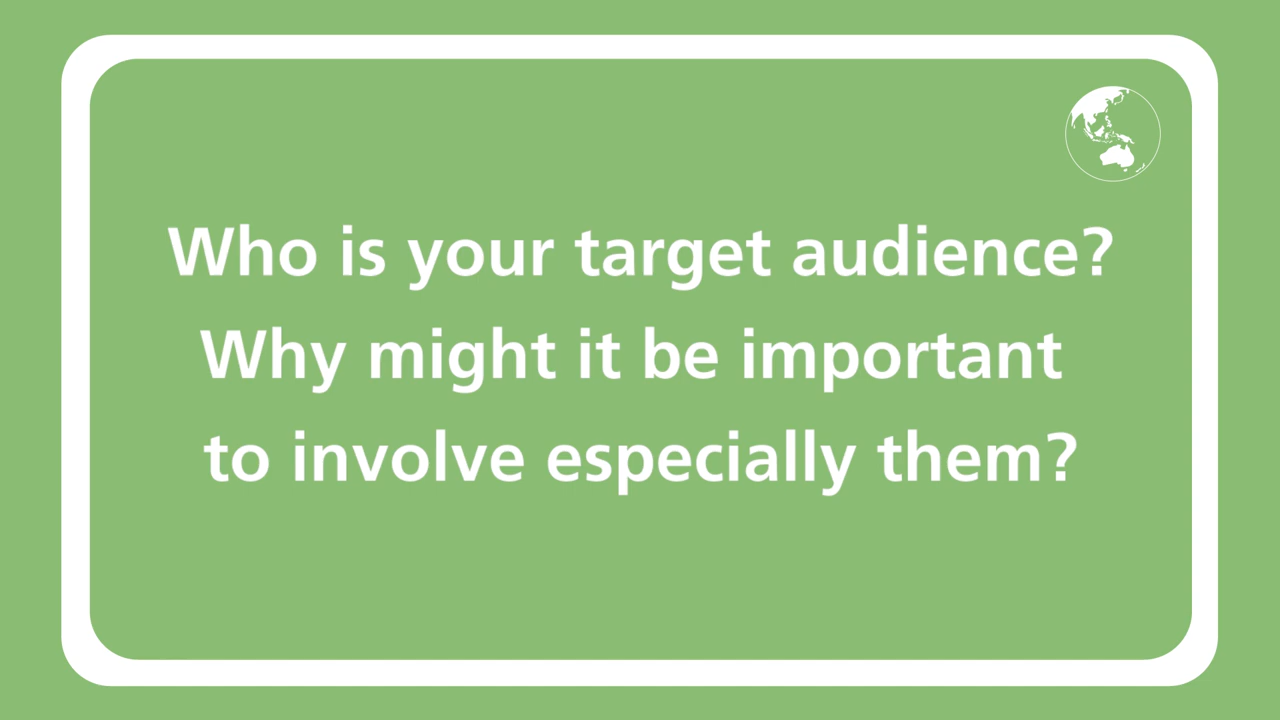 Who is your target audience?
Why might it be important
to involve especially them?